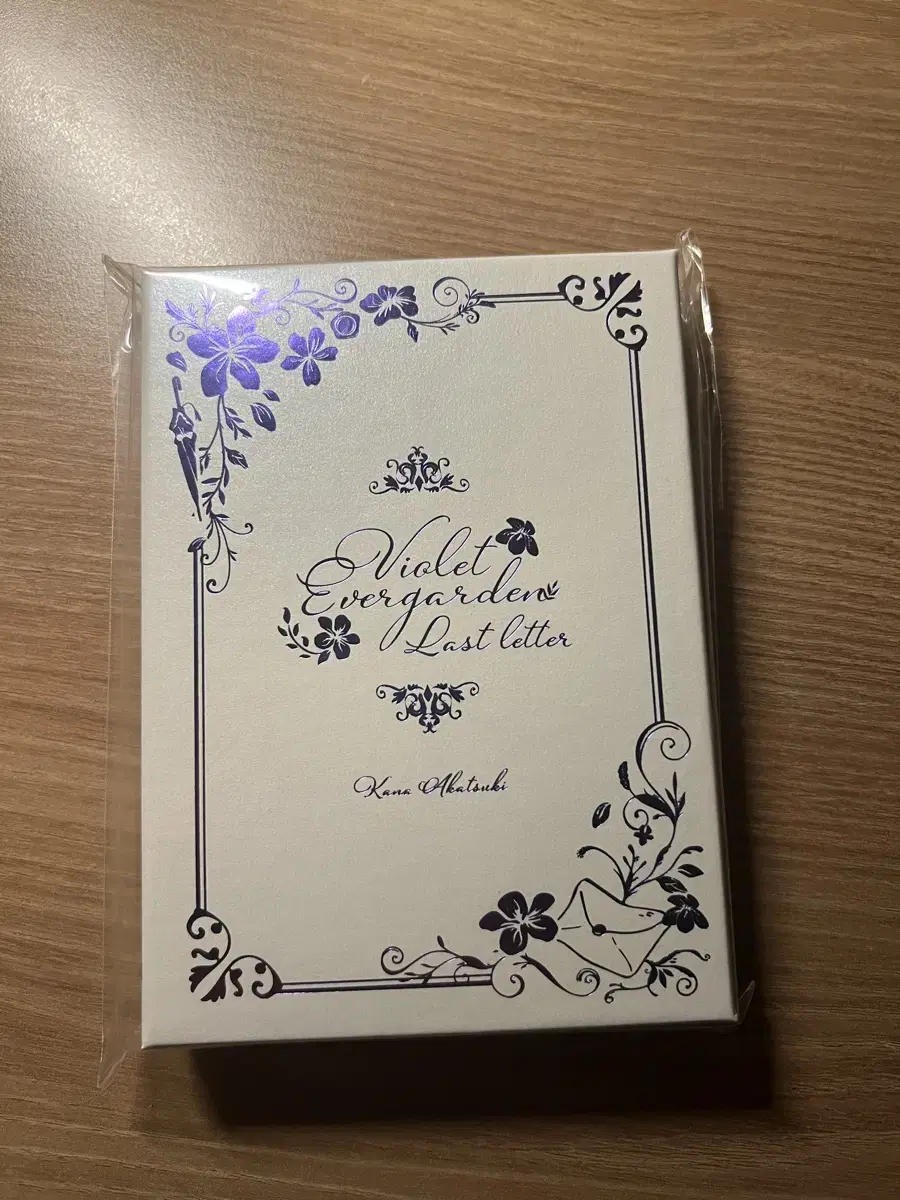 Violet
Evergarden
Last letter
Kana Akatsuki